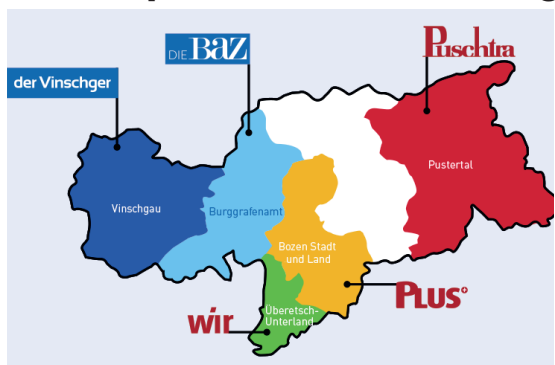 Puschtra
DIE BAZ
der Vinschger
Pustertal
Vinschgau
Burggrafenamt
Bozen Stadt
und Land
PLUS+
Überetsch-
Unterland
wir